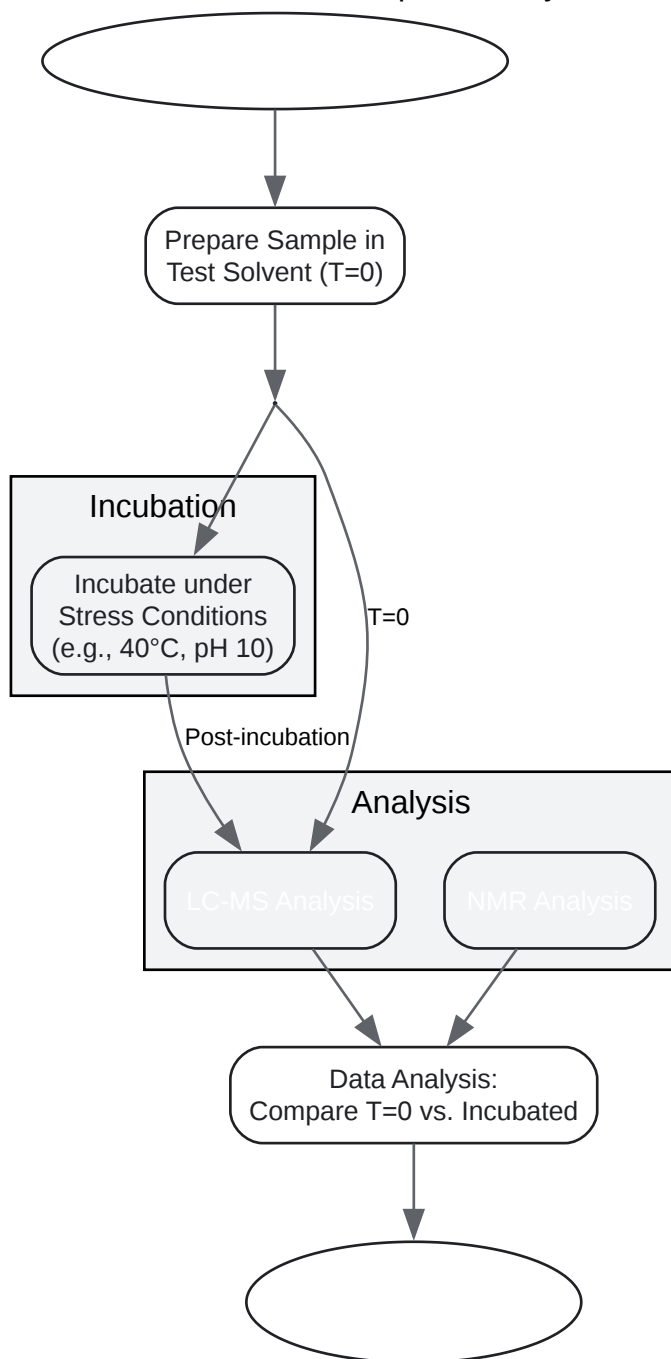 Prepare Sample in
Test Solvent (T=0)
Incubation
Incubate under
Stress Conditions
(e.g., 40°C, pH 10)
T=0
Post-incubation
Analysis
LC-MS Analysis
NMR Analysis
Data Analysis:
Compare T=0 vs. Incubated